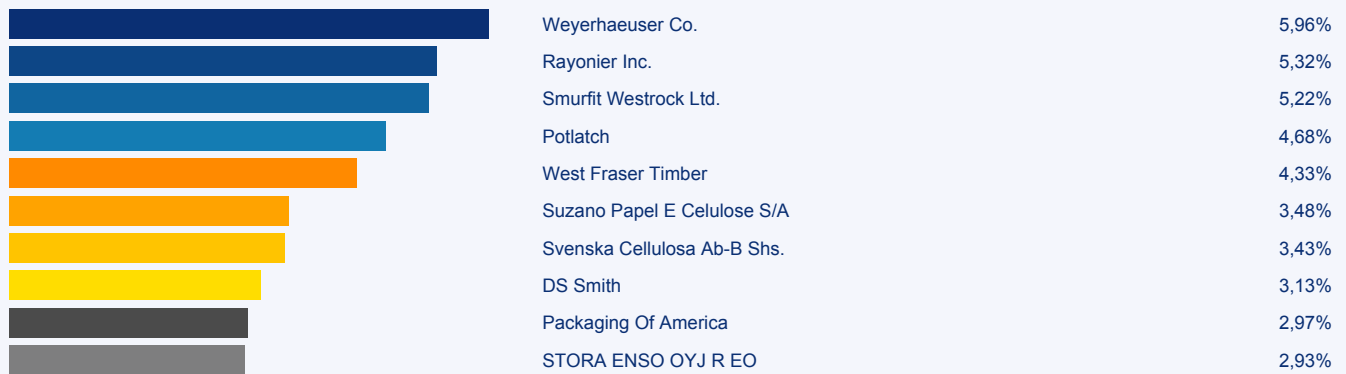 Weyerhaeuser Co. 5,96%
Rayonier Inc. 5,32%
Smurfit Westrock Ltd. 5,22%
Potlatch 4,68%
West Fraser Timber 4,33%
Suzano Papel E Celulose S/A 3,48%
Svenska Cellulosa Ab-B Shs. 3,43%
DS Smith 3,13%
Packaging Of America 2,97%
STORA ENSO OYJ R EO 2,93%